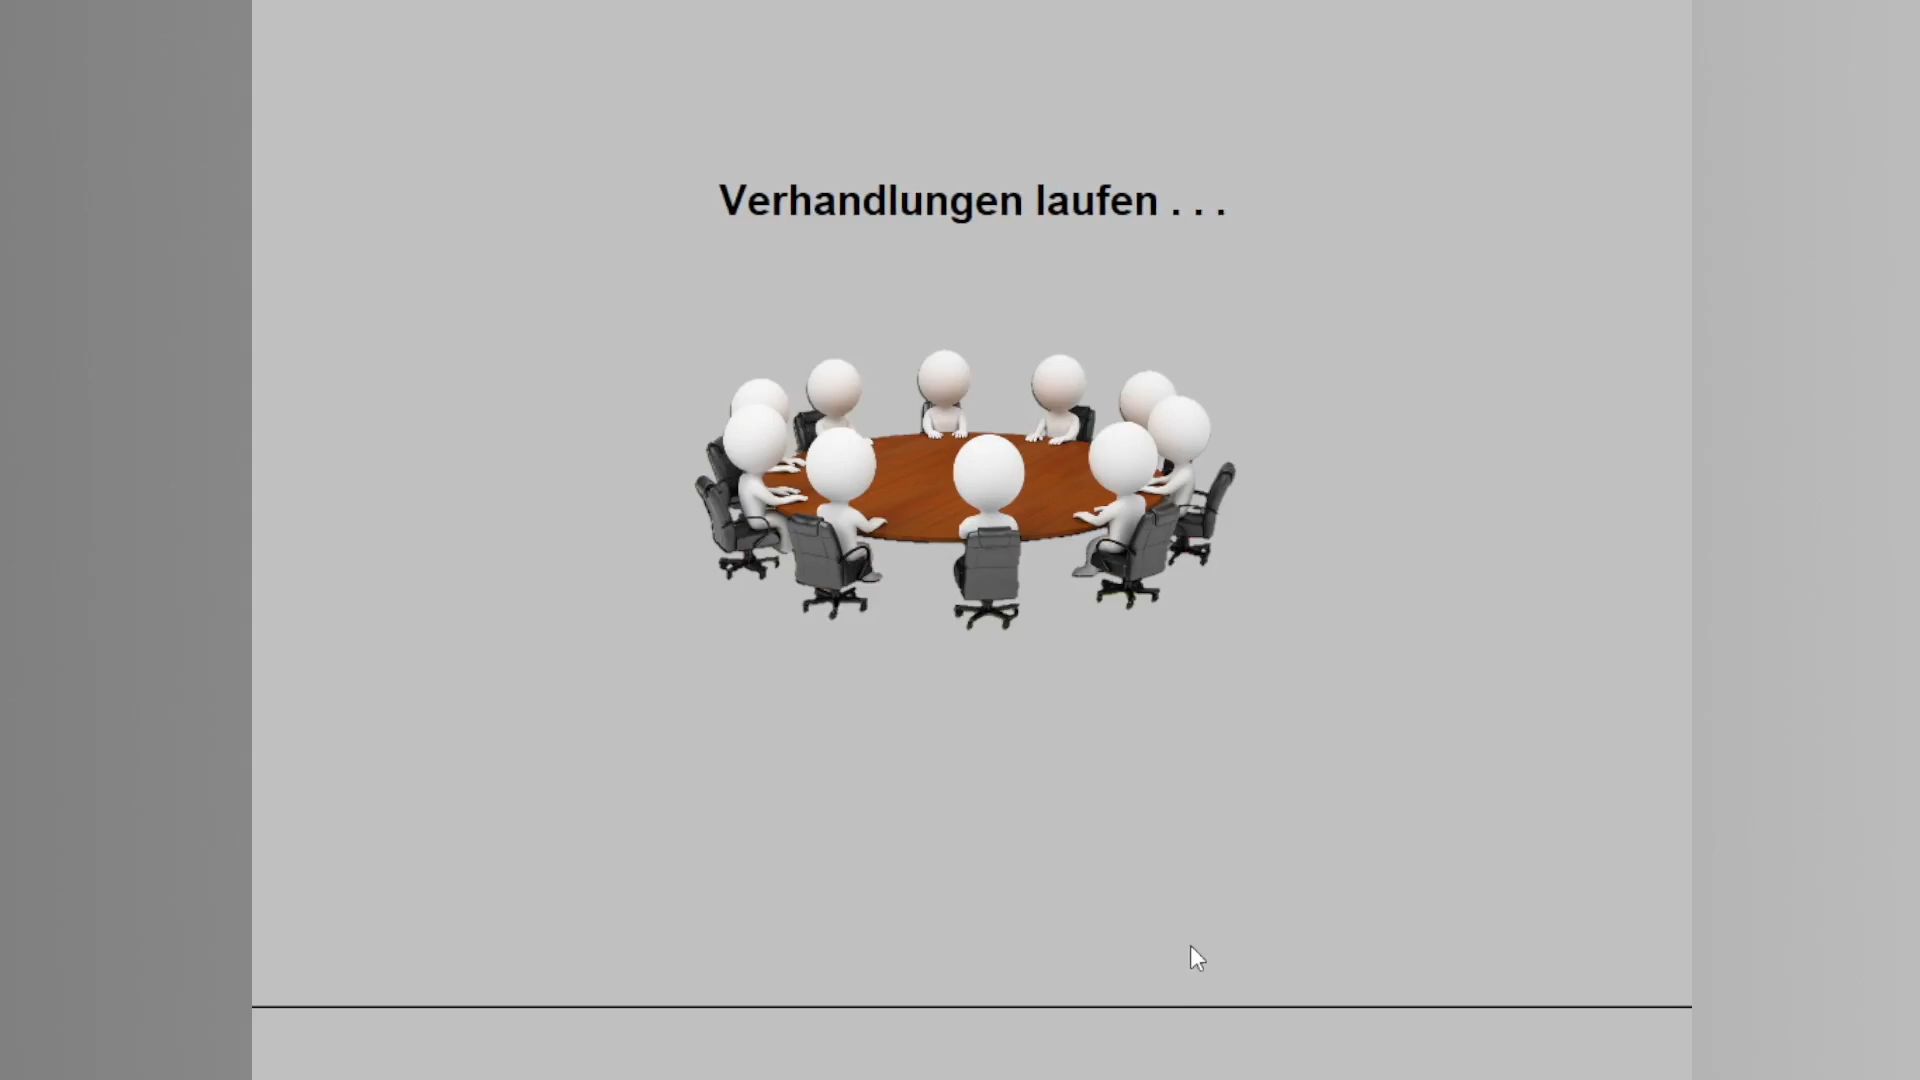 Verhandlungen laufen . . .